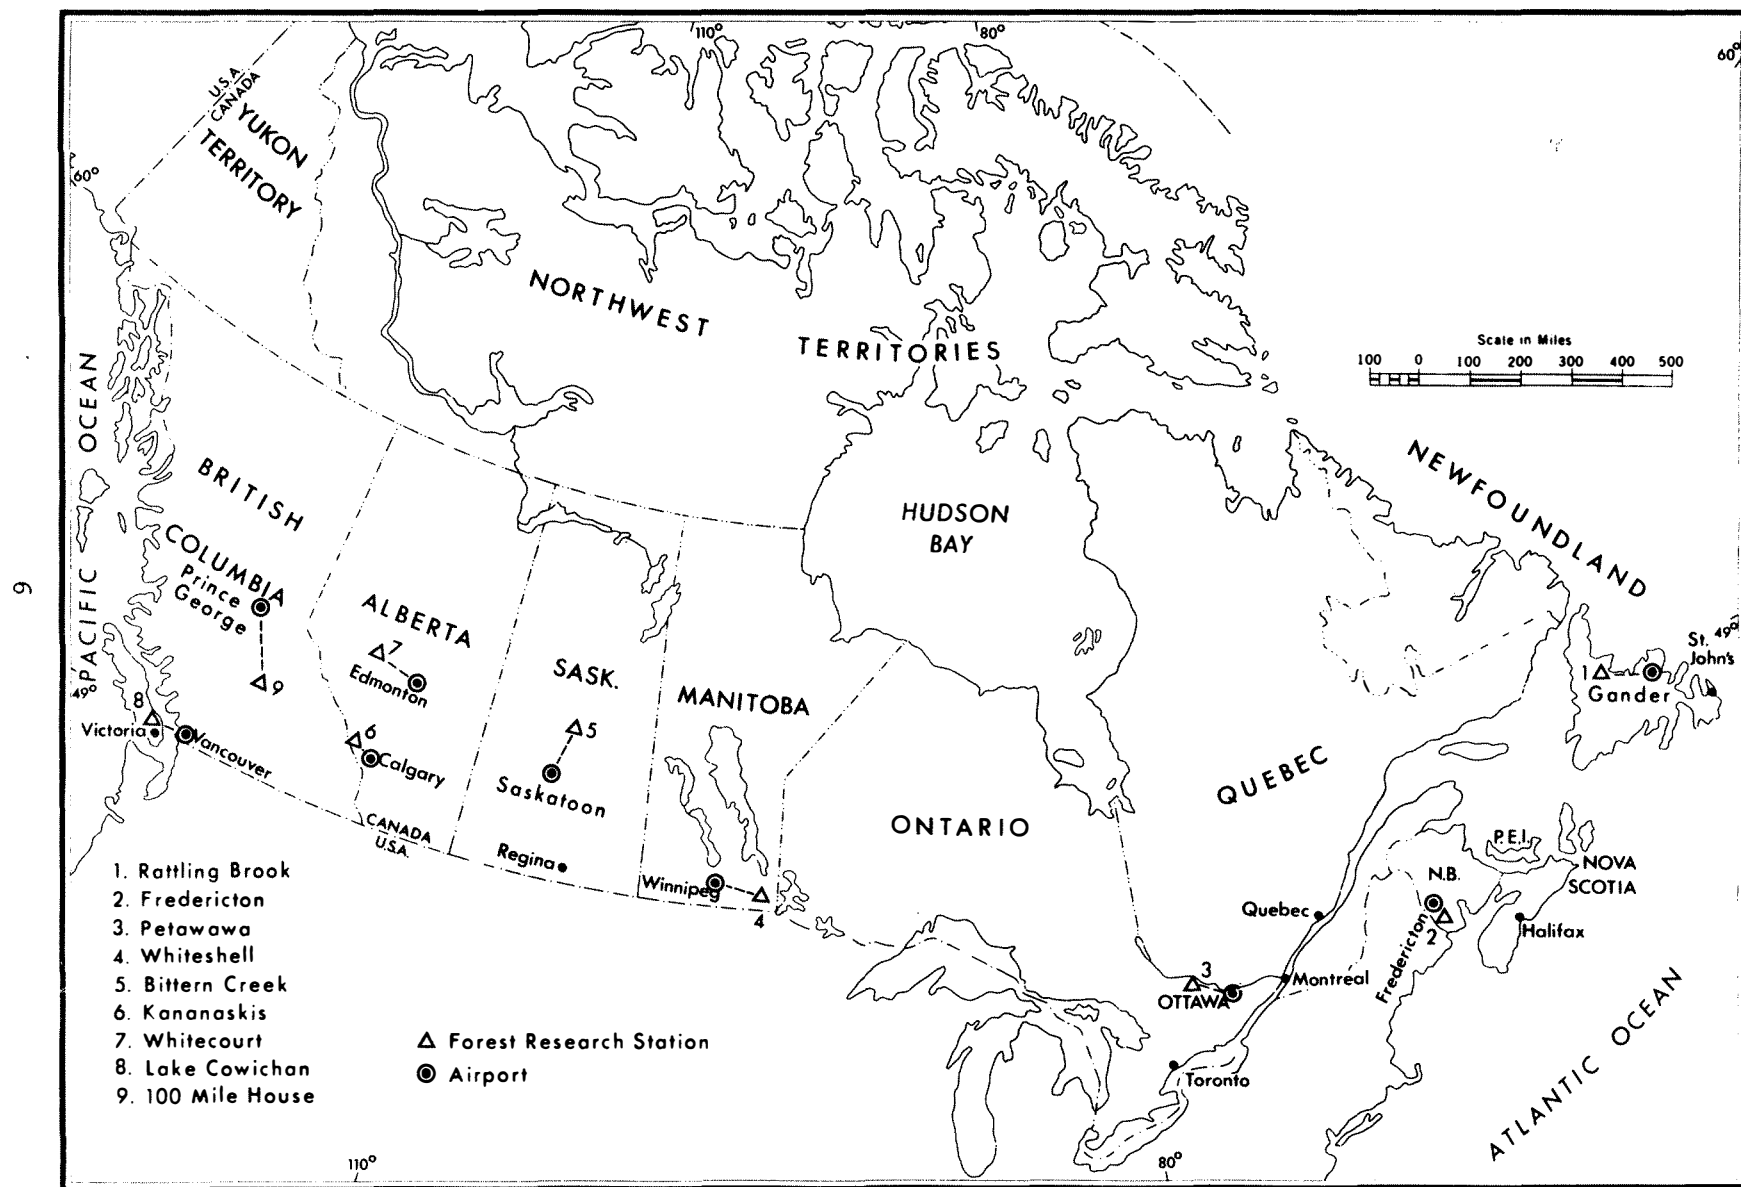 110°
80°
60°
U.S.A.
CANADA
YUKON
TERRITORY
60°
NORTHWEST TERRITORIES
Scale in Miles
100 0 100 200 300 400 500
PACIFIC OCEAN
BRITISH
COLUMBIA
Prince
George
9
HUDSON
BAY
NEWFOUNDLAND
ALBERTA
7
Edmonton
SASK.
5
Saskatoon
MANITOBA
49°
St.
John's
1
Gander
49°
8
Victoria
Vancouver
6
Calgary
QUEBEC
ONTARIO
CANADA
U.S.A.
Regina
Winnipeg
4
P.E.I.
NOVA
SCOTIA
N.B.
Quebec
Fredericton
2
Halifax
3
OTTAWA
Montreal
Toronto
ATLANTIC OCEAN
1. Rattling Brook
2. Fredericton
3. Petawawa
4. Whiteshell
5. Bittern Creek
6. Kananaskis
7. Whitecourt
8. Lake Cowichan
9. 100 Mile House
Forest Research Station
Airport
110°
80°
6